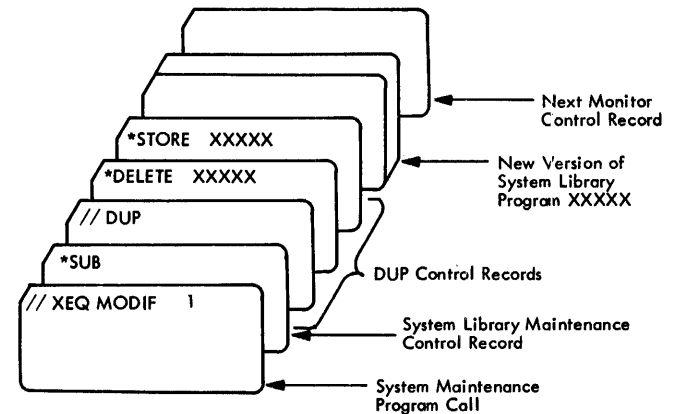 Next Monitor
Control Record
*STORE XXXXX
New Version of
System Library
Program XXXXX
*DELETE XXXXX
// DUP
DUP Control Records
*SUB
// XEQ MODIF 1
System Library Maintenance
Control Record
System Maintenance
Program Call